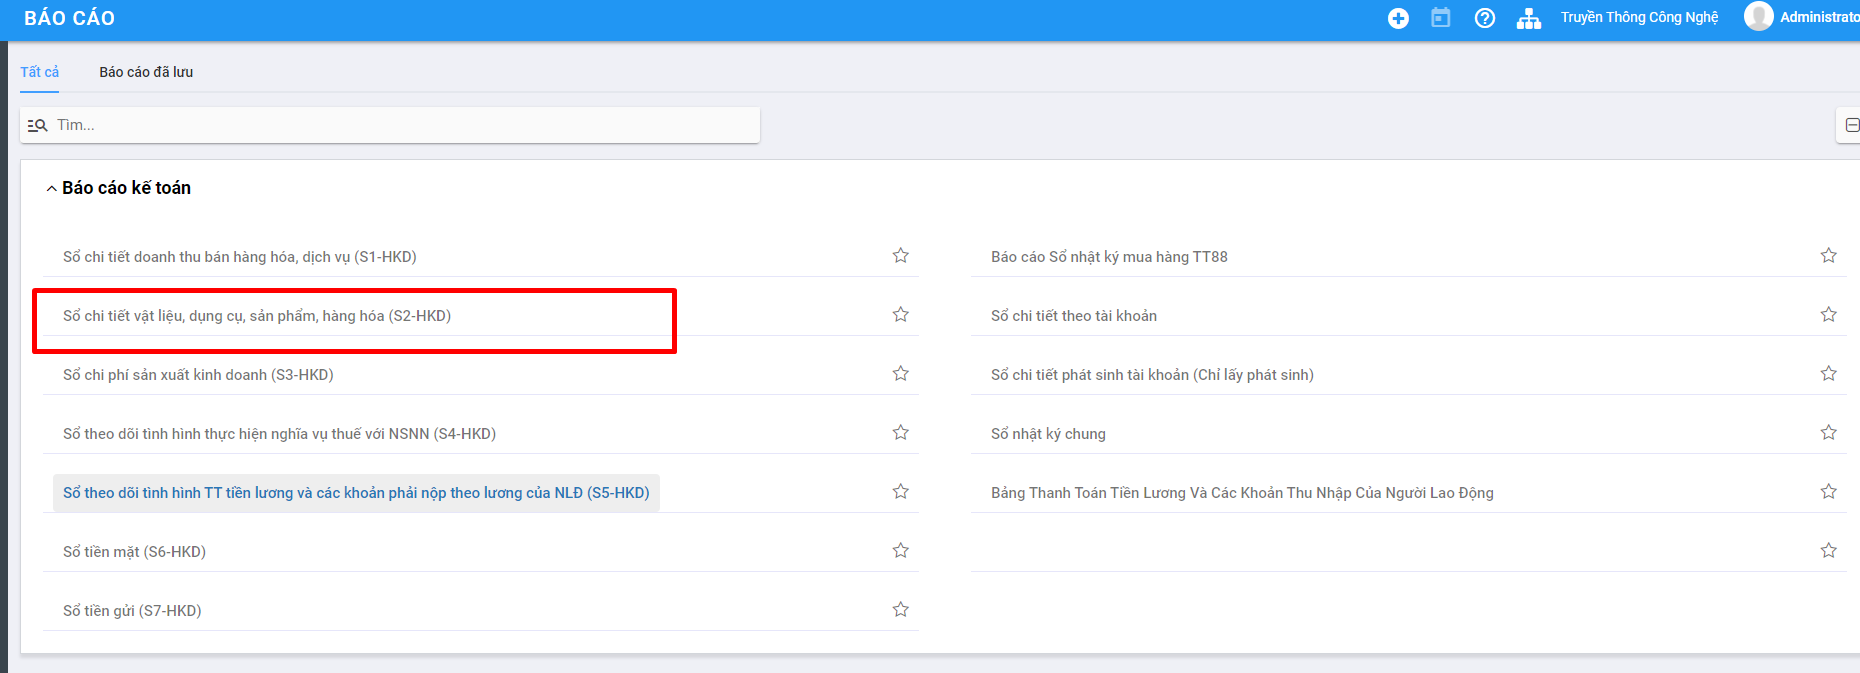 BÁO CÁO
Truyền Thông Công Nghệ
Administrato
Tất cả
Báo cáo đã lưu
Tìm...
Báo cáo kế toán
Sổ chi tiết doanh thu bán hàng hóa, dịch vụ (S1-HKD)
Báo cáo Sổ nhật ký mua hàng TT88
Sổ chi tiết vật liệu, dụng cụ, sản phẩm, hàng hóa (S2-HKD)
Sổ chi tiết theo tài khoản
Sổ chi phí sản xuất kinh doanh (S3-HKD)
Sổ chi tiết phát sinh tài khoản (Chỉ lấy phát sinh)
Sổ theo dõi tình hình thực hiện nghĩa vụ thuế với NSNN (S4-HKD)
Sổ nhật ký chung
Sổ theo dõi tình hình TT tiền lương và các khoản phải nộp theo lương của NLĐ (S5-HKD)
Bảng Thanh Toán Tiền Lương Và Các Khoản Thu Nhập Của Người Lao Động
Sổ tiền mặt (S6-HKD)
Sổ tiền gửi (S7-HKD)